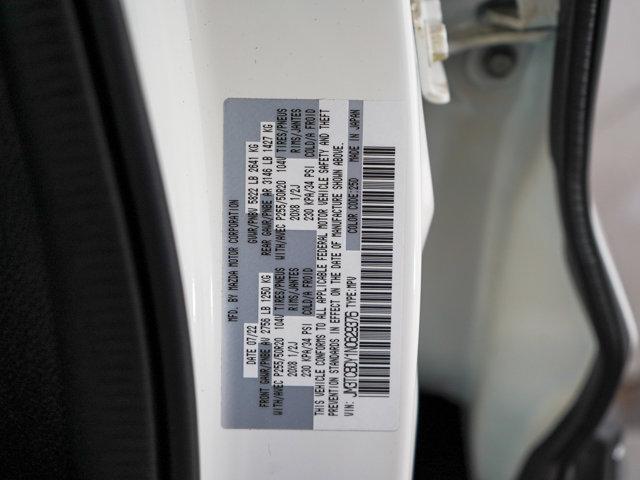 MFD. BY MAZDA MOTOR CORPORATION
DATE 07/22 GVWR/PNBV 5822 LB 2641 KG
FRONT GAWR/PNBE AV 2756 LB 1250 KG REAR GAWR/PNBE AR 3146 LB 1427 KG
WITH/AVEC P255/50R20 104V TIRES/PNEUS WITH/AVEC P255/50R20 104V TIRES/PNEUS
20X8 1/2J RIMS/JANTES 20X8 1/2J RIMS/JANTES
230 KPA/34 PSI COLD/A FROID 230 KPA/34 PSI COLD/A FROID
THIS VEHICLE CONFORMS TO ALL APPLICABLE FEDERAL MOTOR VEHICLE SAFETY AND THEFT
PREVENTION STANDARDS IN EFFECT ON THE DATE OF MANUFACTURE SHOWN ABOVE.
VIN: JM3TCBDY1N0629376 TYPE:MPV COLOR CODE:25D MADE IN JAPAN